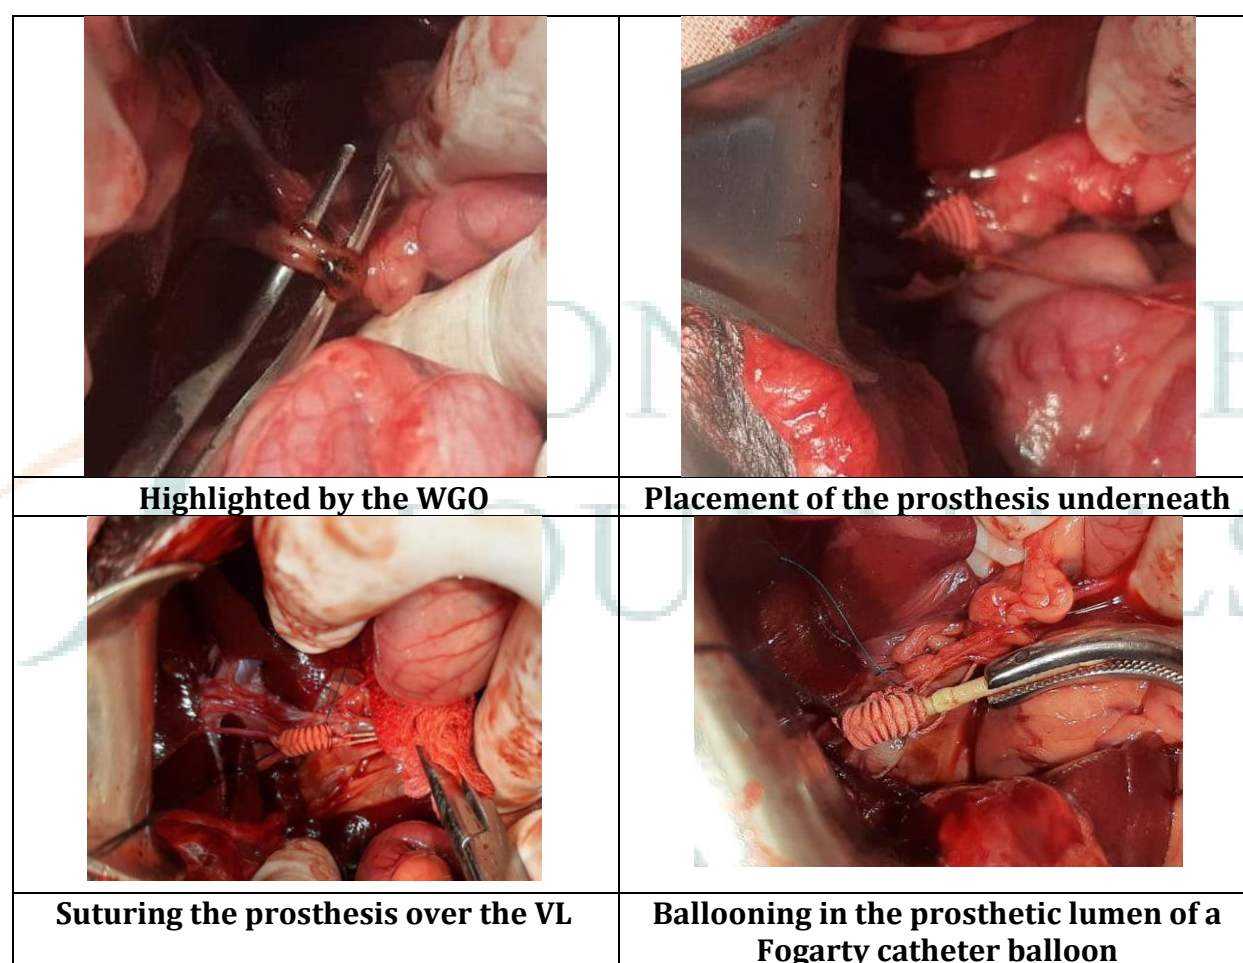 Highlighted by the WGO
Placement of the prosthesis underneath
Suturing the prosthesis over the VL
Ballooning in the prosthetic lumen of a
Fogarty catheter balloon